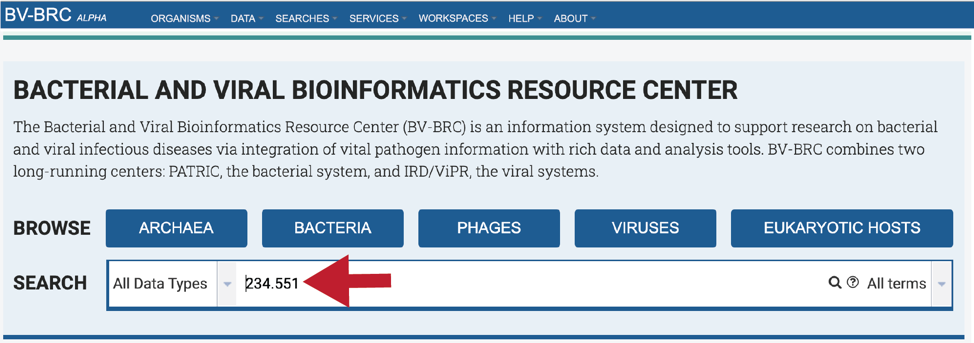 BV-BRC ALPHA ORGANISMS DATA SEARCHES SERVICES WORKSPACES HELP ABOUT
BACTERIAL AND VIRAL BIOINFORMATICS RESOURCE CENTER
The Bacterial and Viral Bioinformatics Resource Center (BV-BRC) is an information system designed to support research on bacterial
and viral infectious diseases via integration of vital pathogen information with rich data and analysis tools. BV-BRC combines two
long-running centers: PATRIC, the bacterial system, and IRD/ViPR, the viral systems.
BROWSE ARCHAEA BACTERIA PHAGES VIRUSES EUKARYOTIC HOSTS
SEARCH All Data Types 234.551 All terms